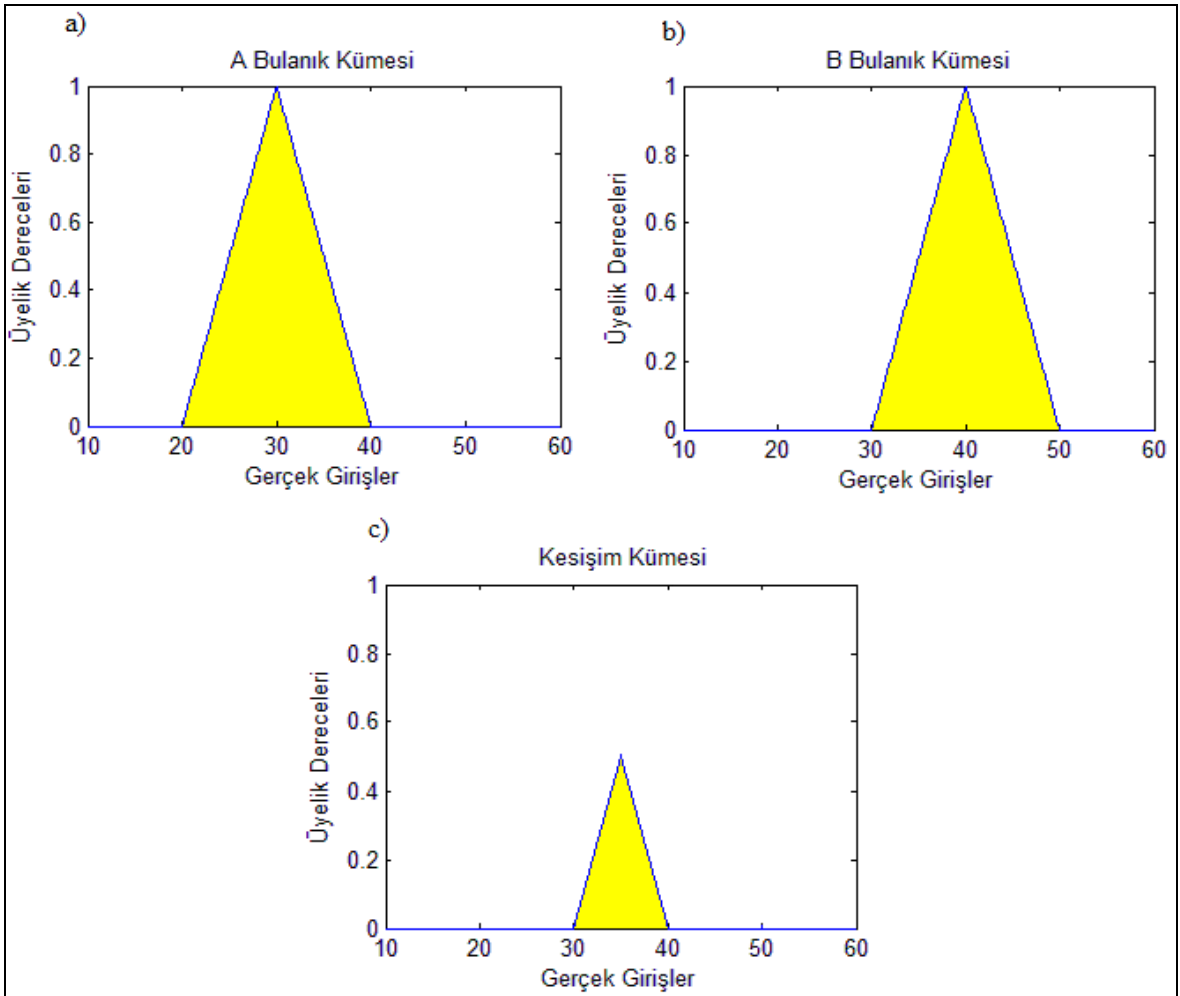 a)
A Bulanık Kümesi
Üyelik Dereceleri
1
0.8
0.6
0.4
0.2
0
10 20 30 40 50 60
Gerçek Girişler
b)
B Bulanık Kümesi
Üyelik Dereceleri
1
0.8
0.6
0.4
0.2
0
10 20 30 40 50 60
Gerçek Girişler
c)
Kesişim Kümesi
Üyelik Dereceleri
1
0.8
0.6
0.4
0.2
0
10 20 30 40 50 60
Gerçek Girişler